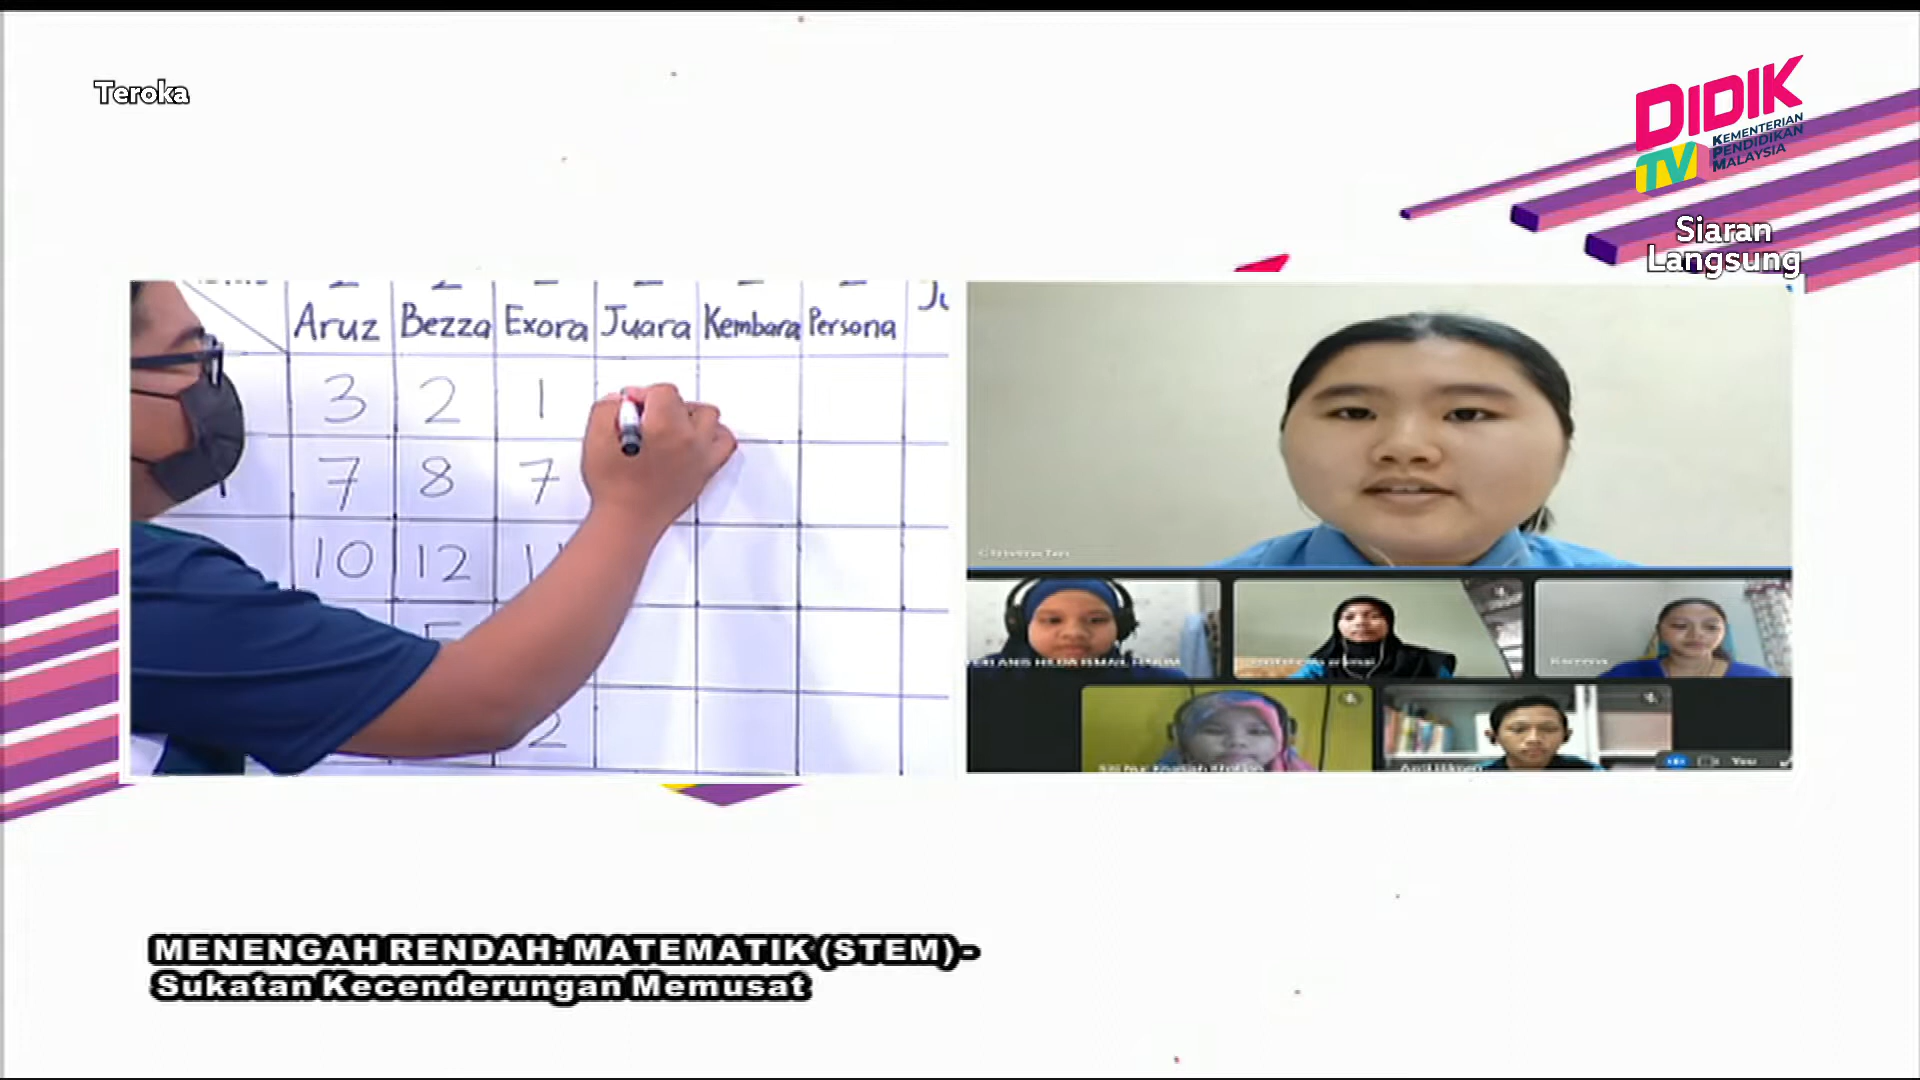 Teroka
DIDIK
TV
KEMENTERIAN
PENDIDIKAN
MALAYSIA
Siaran
Langsung
Aruz Bezza Exora Juara Kembara Persona
3 2 1
7 8 7
10 12
2
You
MENENGAH RENDAH: MATEMATIK (STEM) -
Sukatan Kecenderungan Memusat